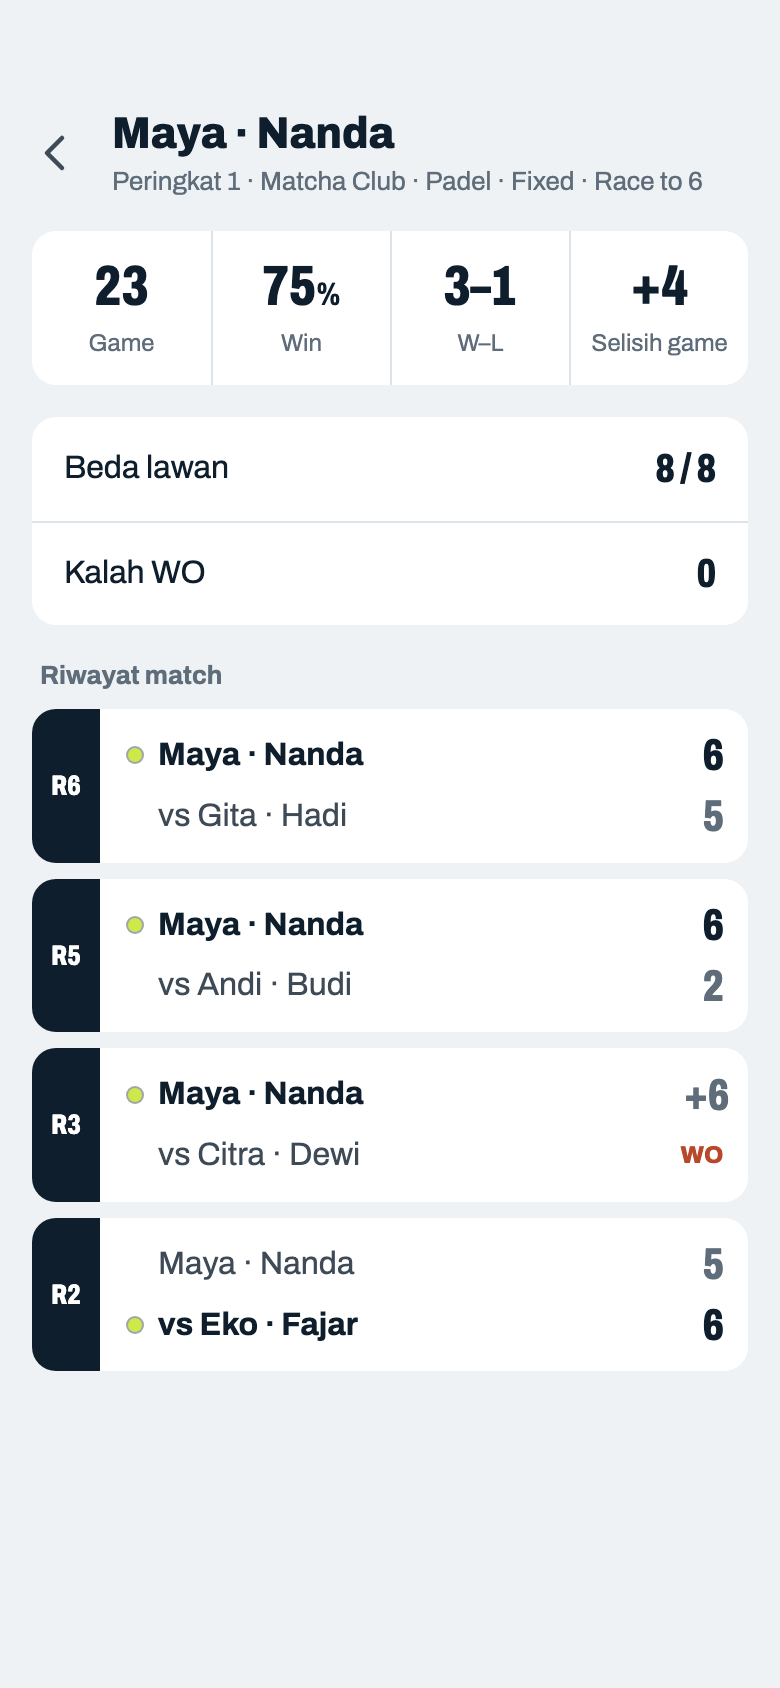 Maya · Nanda
Peringkat 1 · Matcha Club · Padel · Fixed · Race to 6
23
Game
75%
Win
3–1
W–L
+4
Selisih game
Beda lawan 8/8
Kalah WO 0
Riwayat match
R6
Maya · Nanda 6
vs Gita · Hadi 5
R5
Maya · Nanda 6
vs Andi · Budi 2
R3
Maya · Nanda +6
vs Citra · Dewi WO
R2
Maya · Nanda 5
vs Eko · Fajar 6